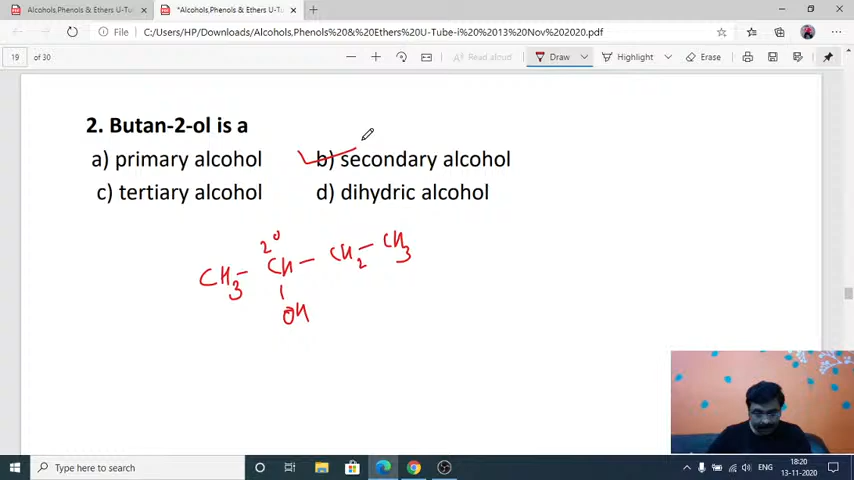 Alcohols,Phenols & Ethers U-Tub
*Alcohols,Phenols & Ethers U-T
File C:/Users/HP/Downloads/Alcohols,Phenols%20&%20Ethers%20U-Tube-i%2013%20Nov%202020.pdf
19 of 30 Read aloud Draw Highlight Erase
2. Butan-2-ol is a
a) primary alcohol b) secondary alcohol
c) tertiary alcohol d) dihydric alcohol
2°
CH3 - CH - CH2 - CH3
OH
Type here to search
ENG 18:20
13-11-2020